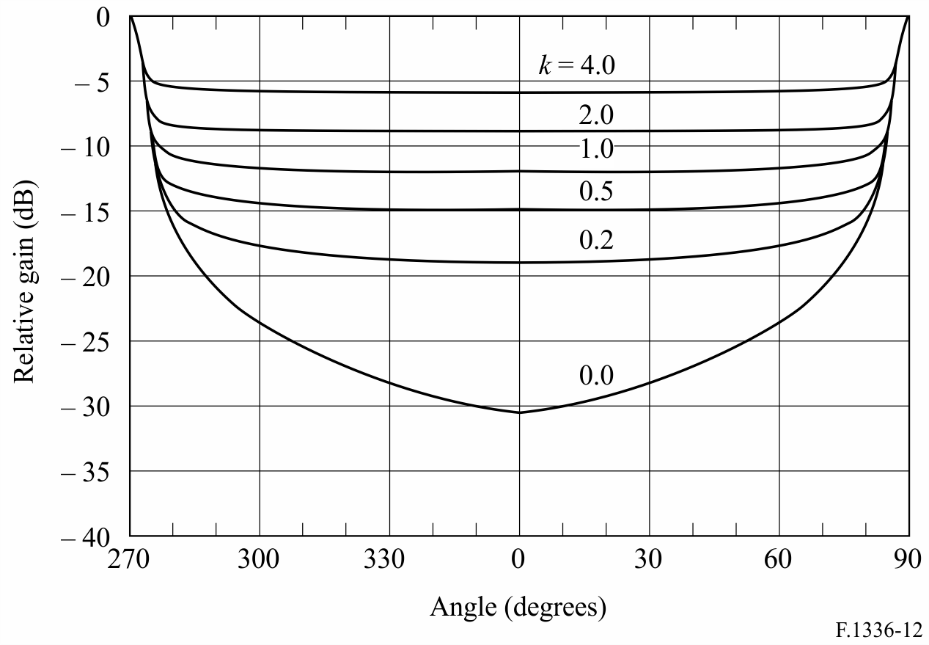 0
k = 4.0
– 5
2.0
– 10
1.0
0.5
– 15
0.2
– 20
– 25
0.0
– 30
– 35
– 40
Relative gain (dB)
270 300 330 0 30 60 90
Angle (degrees)
F.1336-12